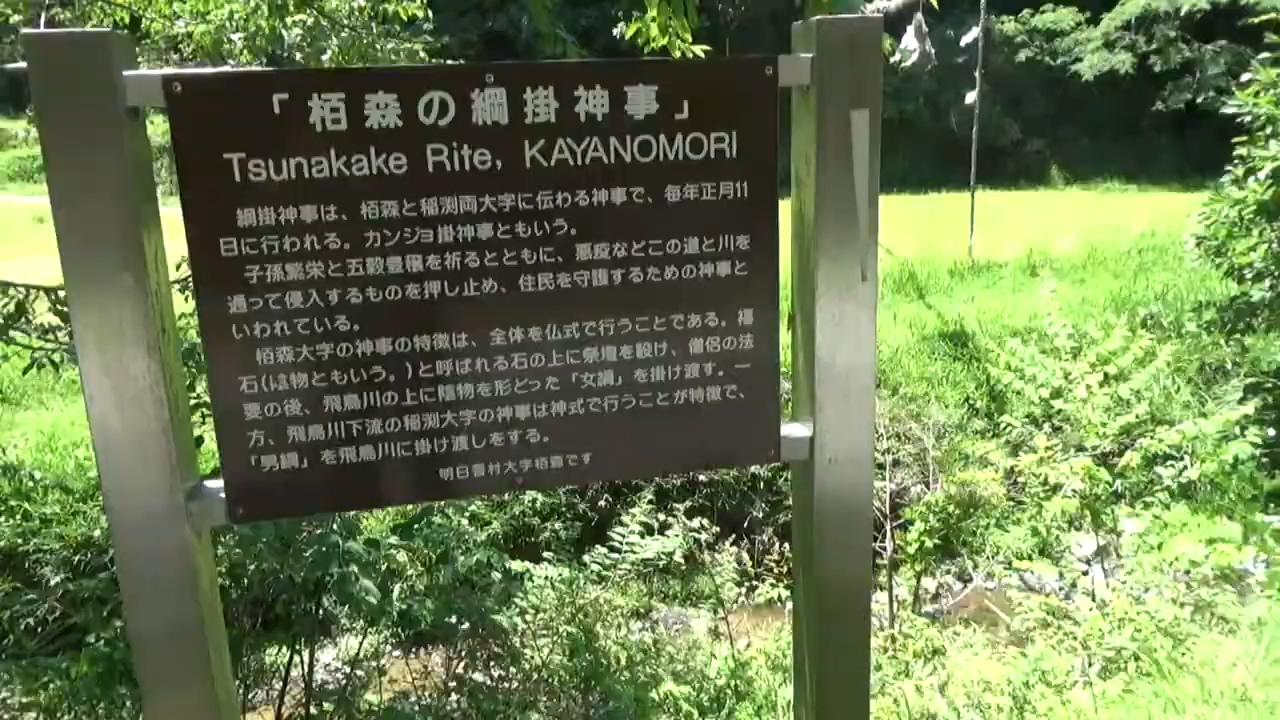 「栢森の綱掛神事」
Tsunakake Rite, KAYANOMORI
綱掛神事は、栢森と稲渕両大字に伝わる神事で、毎年正月11
日に行われる。カンジョ掛神事ともいう。
子孫繁栄と五穀豊穣を祈るとともに、悪疫などこの道と川を
通って侵入するものを押し止め、住民を守護するための神事と
いわれている。
栢森大字の神事の特徴は、全体を仏式で行うことである。福
石(陰物ともいう。)と呼ばれる石の上に祭壇を設け、僧侶の法
要の後、飛鳥川の上に陰物を形どった「女綱」を掛け渡す。一
方、飛鳥川下流の稲渕大字の神事は神式で行うことが特徴で、
「男綱」を飛鳥川に掛け渡しをする。
明日香村大字栢森です